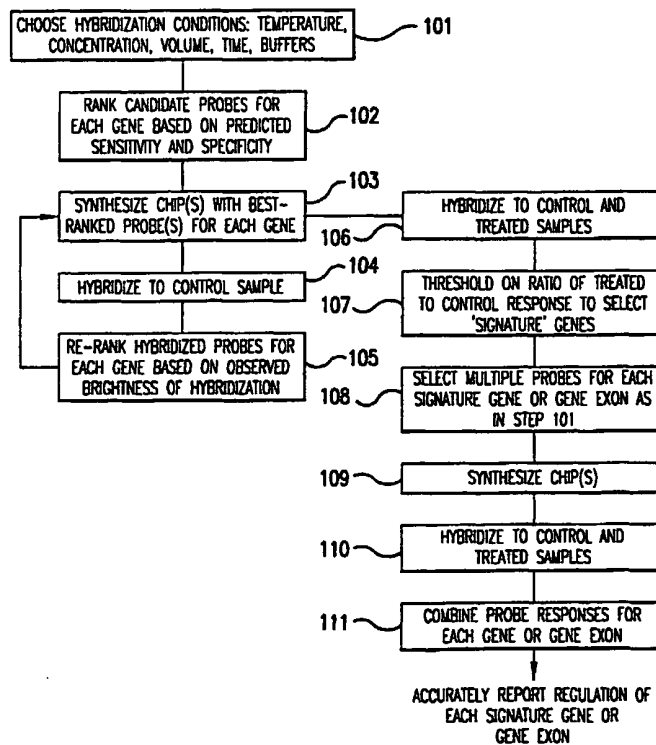 CHOOSE HYBRIDIZATION CONDITIONS: TEMPERATURE,
CONCENTRATION, VOLUME, TIME, BUFFERS
101
RANK CANDIDATE PROBES FOR
EACH GENE BASED ON PREDICTED
SENSITIVITY AND SPECIFICITY
102
SYNTHESIZE CHIP(S) WITH BEST-
RANKED PROBE(S) FOR EACH GENE
103
HYBRIDIZE TO CONTROL SAMPLE
104
RE-RANK HYBRIDIZED PROBES FOR
EACH GENE BASED ON OBSERVED
BRIGHTNESS OF HYBRIDIZATION
105
HYBRIDIZE TO CONTROL AND
TREATED SAMPLES
106
THRESHOLD ON RATIO OF TREATED
TO CONTROL RESPONSE TO SELECT
"SIGNATURE" GENES
107
SELECT MULTIPLE PROBES FOR EACH
SIGNATURE GENE OR GENE EXON AS
IN STEP 101
108
SYNTHESIZE CHIP(S)
109
HYBRIDIZE TO CONTROL AND
TREATED SAMPLES
110
COMBINE PROBE RESPONSES FOR
EACH GENE OR GENE EXON
111
ACCURATELY REPORT REGULATION OF
EACH SIGNATURE GENE OR
GENE EXON